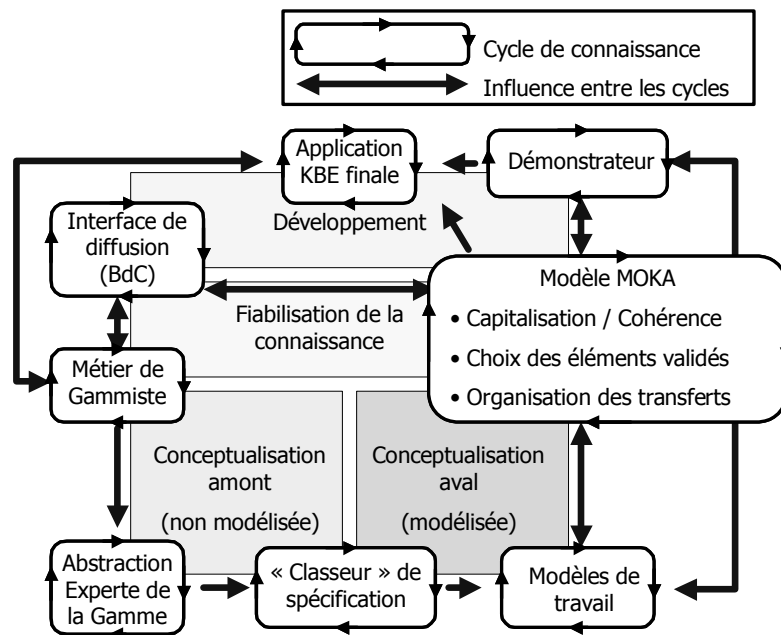 Cycle de connaissance
Influence entre les cycles
Application
KBE finale
Démonstrateur
Développement
Interface de
diffusion
(BdC)
Modèle MOKA
• Capitalisation / Cohérence
• Choix des éléments validés
• Organisation des transferts
Fiabilisation de la
connaissance
Métier de
Gammiste
Conceptualisation
amont
(non modélisée)
Conceptualisation
aval
(modélisée)
Abstraction
Experte de
la Gamme
« Classeur » de
spécification
Modèles de
travail